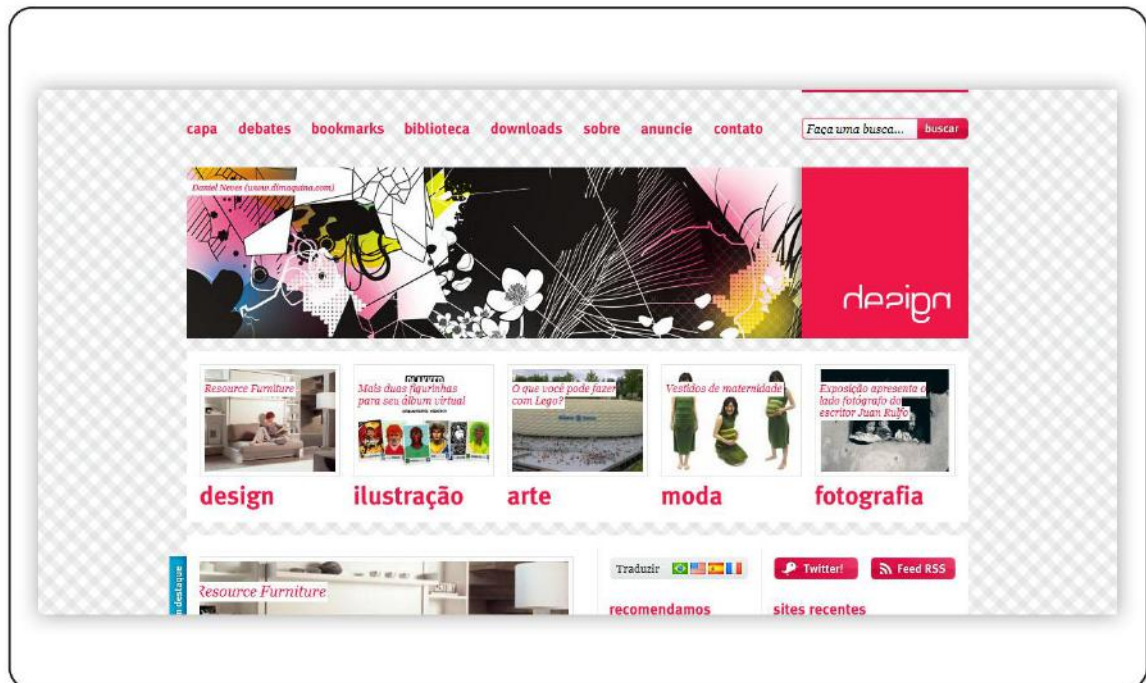 capa debates bookmarks biblioteca downloads sobre anuncie contato
Faça uma busca... buscar
Daniel Neves (www.dimaquina.com)
design
Resource Furniture
Mais duas figurinhas
para seu álbum virtual
O que você pode fazer
com Lego?
Vestidos de maternidade
Exposição apresenta o
lado fotógrafo do
escritor Juan Rulfo
design ilustração arte moda fotografia
destaque
Resource Furniture
Traduzir
Twitter! Feed RSS
recomendamos
sites recentes